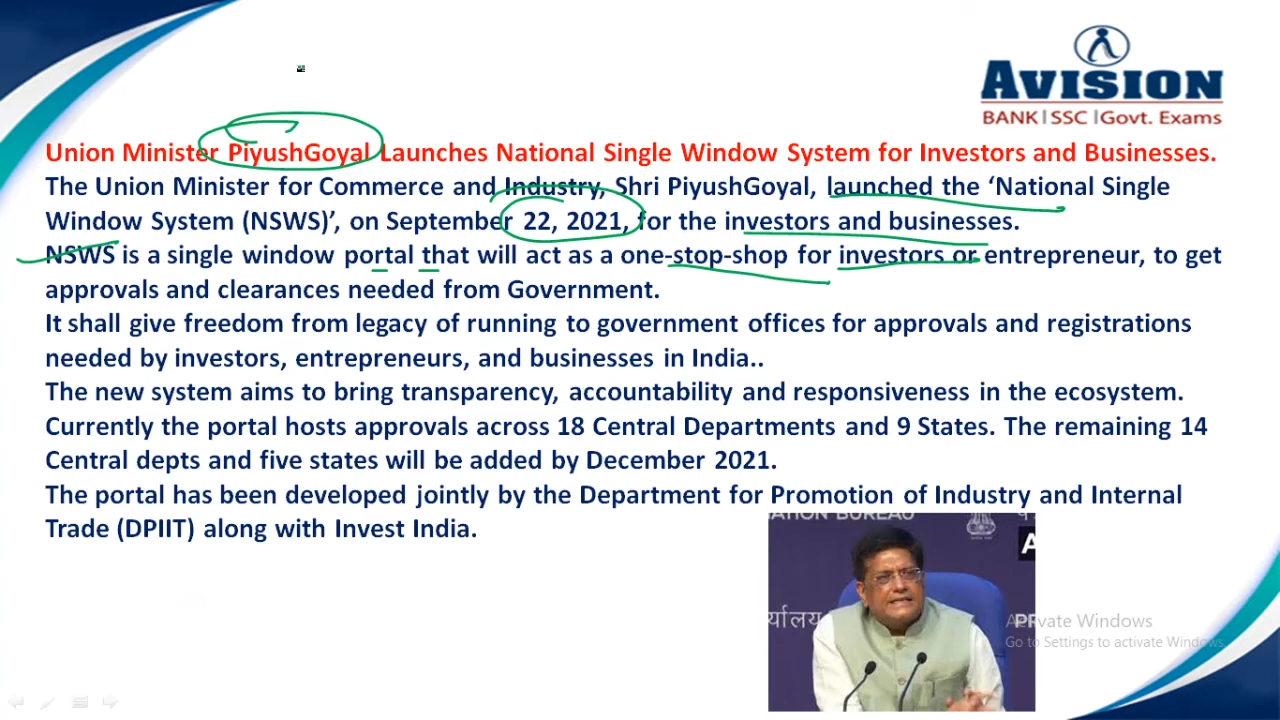 AVISION
BANK|SSC|Govt. Exams
Union Minister PiyushGoyal Launches National Single Window System for Investors and Businesses.
The Union Minister for Commerce and Industry, Shri PiyushGoyal, launched the ‘National Single
Window System (NSWS)’, on September 22, 2021, for the investors and businesses.
NSWS is a single window portal that will act as a one-stop-shop for investors or entrepreneur, to get
approvals and clearances needed from Government.
It shall give freedom from legacy of running to government offices for approvals and registrations
needed by investors, entrepreneurs, and businesses in India..
The new system aims to bring transparency, accountability and responsiveness in the ecosystem.
Currently the portal hosts approvals across 18 Central Departments and 9 States. The remaining 14
Central depts and five states will be added by December 2021.
The portal has been developed jointly by the Department for Promotion of Industry and Internal
Trade (DPIIT) along with Invest India.
BUREAU
Activate Windows
Go to Settings to activate Windows.